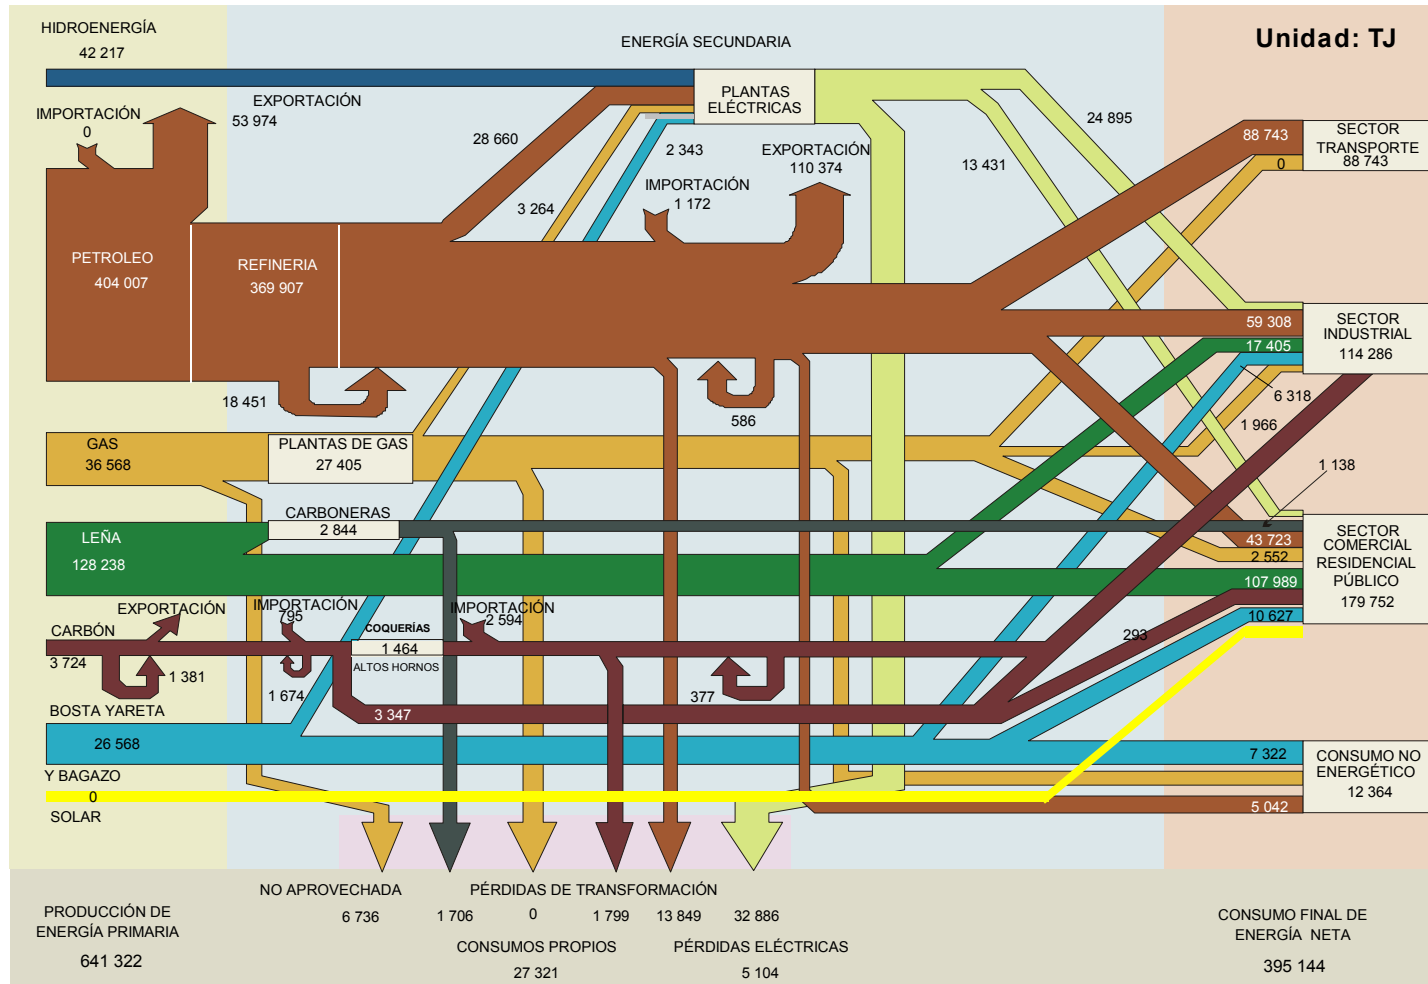 HIDROENERGÍA
42 217
ENERGÍA SECUNDARIA
Unidad: TJ
IMPORTACIÓN
0
EXPORTACIÓN
53 974
28 660
PLANTAS
ELÉCTRICAS
2 343
EXPORTACIÓN
110 374
IMPORTACIÓN
1 172
3 264
24 895
13 431
88 743
0
SECTOR
TRANSPORTE
88 743
PETROLEO
404 007
REFINERIA
369 907
59 308
17 405
SECTOR
INDUSTRIAL
114 286
18 451
586
6 318
1 966
1 138
GAS
36 568
PLANTAS DE GAS
27 405
CARBONERAS
2 844
LEÑA
128 238
43 723
2 552
107 989
10 627
SECTOR
COMERCIAL
RESIDENCIAL
PÚBLICO
179 752
EXPORTACIÓN
IMPORTACIÓN
795
COQUERÍAS
1 464
ALTOS HORNOS
IMPORTACIÓN
2 594
CARBÓN
3 724
1 381
1 674
377
293
3 347
BOSTA YARETA
26 568
Y BAGAZO
0
SOLAR
7 322
5 042
CONSUMO NO
ENERGÉTICO
12 364
NO APROVECHADA
6 736
1 706
PÉRDIDAS DE TRANSFORMACIÓN
0
1 799
13 849
32 886
CONSUMOS PROPIOS
27 321
PÉRDIDAS ELÉCTRICAS
5 104
PRODUCCIÓN DE
ENERGÍA PRIMARIA
641 322
CONSUMO FINAL DE
ENERGÍA NETA
395 144